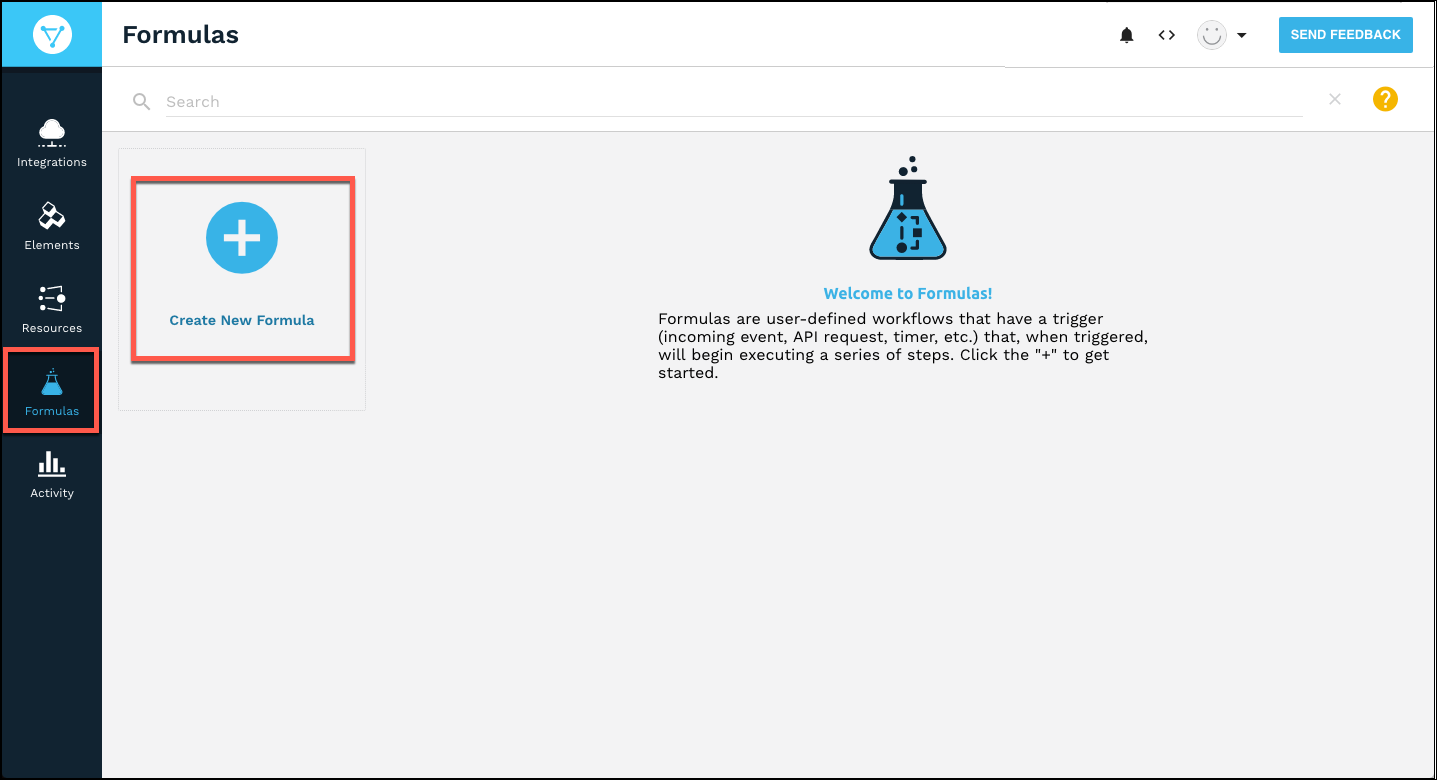 Formulas
SEND FEEDBACK
Search
?
Integrations
Elements
Resources
Formulas
Activity
Create New Formula
Welcome to Formulas!
Formulas are user-defined workflows that have a trigger
(incoming event, API request, timer, etc.) that, when triggered,
will begin executing a series of steps. Click the "+" to get
started.